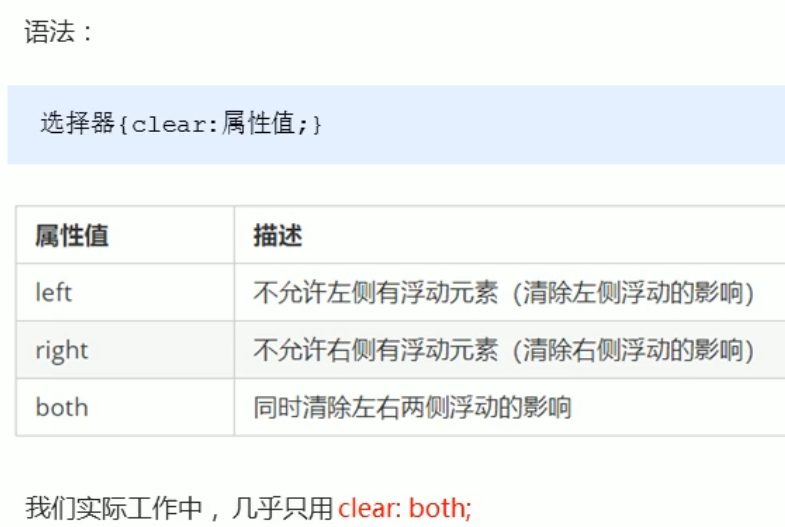 语法：
选择器{clear:属性值;}
属性值 描述
left 不允许左侧有浮动元素（清除左侧浮动的影响）
right 不允许右侧有浮动元素（清除右侧浮动的影响）
both 同时清除左右两侧浮动的影响
我们实际工作中，几乎只用 clear: both;